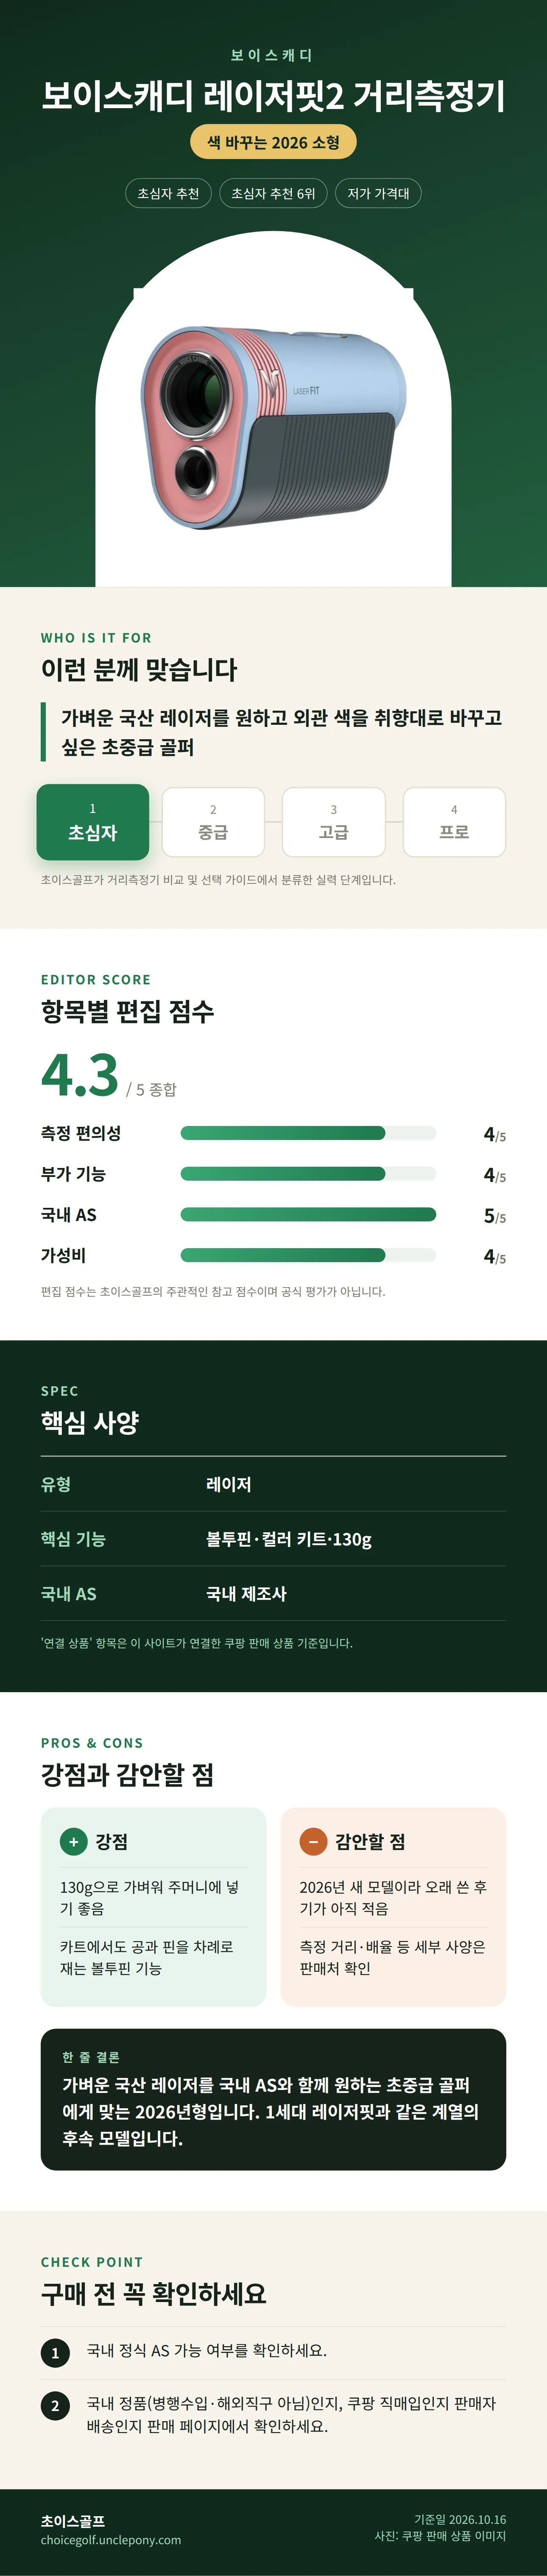 보이스캐디
보이스캐디 레이저핏2 거리측정기
색 바꾸는 2026 소형
초심자 추천
초심자 추천 6위
저가 가격대
LASER FIT
WHO IS IT FOR
이런 분께 맞습니다
가벼운 국산 레이저를 원하고 외관 색을 취향대로 바꾸고
싶은 초중급 골퍼
1
초심자
2
중급
3
고급
4
프로
초이스골프가 거리측정기 비교 및 선택 가이드에서 분류한 실력 단계입니다.
EDITOR SCORE
항목별 편집 점수
4.3 / 5 종합
측정 편의성 4/5
부가 기능 4/5
국내 AS 5/5
가성비 4/5
편집 점수는 초이스골프의 주관적인 참고 점수이며 공식 평가가 아닙니다.
SPEC
핵심 사양
유형 레이저
핵심 기능 볼투핀·컬러 키트·130g
국내 AS 국내 제조사
'연결 상품' 항목은 이 사이트가 연결한 쿠팡 판매 상품 기준입니다.
PROS & CONS
강점과 감안할 점
+ 강점
130g으로 가벼워 주머니에 넣
기 좋음
카트에서도 공과 핀을 차례로
재는 볼투핀 기능
− 감안할 점
2026년 새 모델이라 오래 쓴 후
기가 아직 적음
측정 거리·배율 등 세부 사양은
판매처 확인
한 줄 결론
가벼운 국산 레이저를 국내 AS와 함께 원하는 초중급 골퍼
에게 맞는 2026년형입니다. 1세대 레이저핏과 같은 계열의
후속 모델입니다.
CHECK POINT
구매 전 꼭 확인하세요
1 국내 정식 AS 가능 여부를 확인하세요.
2 국내 정품(병행수입·해외직구 아님)인지, 쿠팡 직매입인지 판매자
배송인지 판매 페이지에서 확인하세요.
초이스골프
choicegolf.unclepony.com
기준일 2026.10.16
사진: 쿠팡 판매 상품 이미지